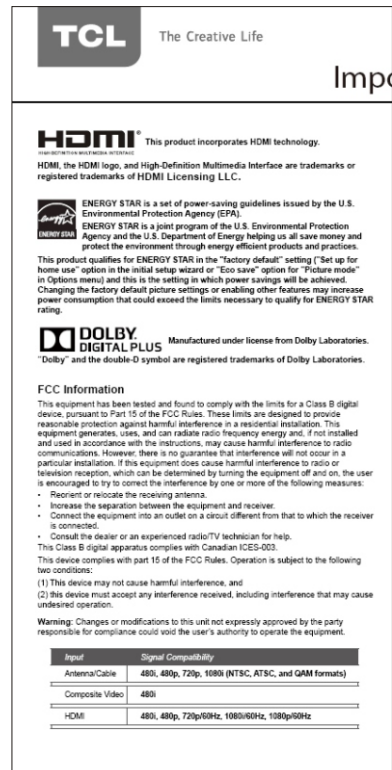 TCL The Creative Life
Impo
HDMI® This product incorporates HDMI technology.
HIGH-DEFINITION MULTIMEDIA INTERFACE
HDMI, the HDMI logo, and High-Definition Multimedia Interface are trademarks or
registered trademarks of HDMI Licensing LLC.
ENERGY STAR is a set of power-saving guidelines issued by the U.S.
Environmental Protection Agency (EPA).
energy
ENERGY STAR
ENERGY STAR is a joint program of the U.S. Environmental Protection
Agency and the U.S. Department of Energy helping us all save money and
protect the environment through energy efficient products and practices.
This product qualifies for ENERGY STAR in the "factory default" setting ("Set up for
home use" option in the initial setup wizard or "Eco save" option for "Picture mode"
in Options menu) and this is the setting in which power savings will be achieved.
Changing the factory default picture settings or enabling other features may increase
power consumption that could exceed the limits necessary to qualify for ENERGY STAR
rating.
DOLBY
DIGITAL PLUS Manufactured under license from Dolby Laboratories.
"Dolby" and the double-D symbol are registered trademarks of Dolby Laboratories.
FCC Information
This equipment has been tested and found to comply with the limits for a Class B digital
device, pursuant to Part 15 of the FCC Rules. These limits are designed to provide
reasonable protection against harmful interference in a residential installation. This
equipment generates, uses, and can radiate radio frequency energy and, if not installed
and used in accordance with the instructions, may cause harmful interference to radio
communications. However, there is no guarantee that interference will not occur in a
particular installation. If this equipment does cause harmful interference to radio or
television reception, which can be determined by turning the equipment off and on, the user
is encouraged to try to correct the interference by one or more of the following measures:
• Reorient or relocate the receiving antenna.
• Increase the separation between the equipment and receiver.
• Connect the equipment into an outlet on a circuit different from that to which the receiver
is connected.
• Consult the dealer or an experienced radio/TV technician for help.
This Class B digital apparatus complies with Canadian ICES-003.
This device complies with part 15 of the FCC Rules. Operation is subject to the following
two conditions:
(1) This device may not cause harmful interference, and
(2) this device must accept any interference received, including interference that may cause
undesired operation.
Warning: Changes or modifications to this unit not expressly approved by the party
responsible for compliance could void the user's authority to operate the equipment.
Input Signal Compatibility
Antenna/Cable 480i, 480p, 720p, 1080i (NTSC, ATSC, and QAM formats)
Composite Video 480i
HDMI 480i, 480p, 720p/60Hz, 1080i/60Hz, 1080p/60Hz